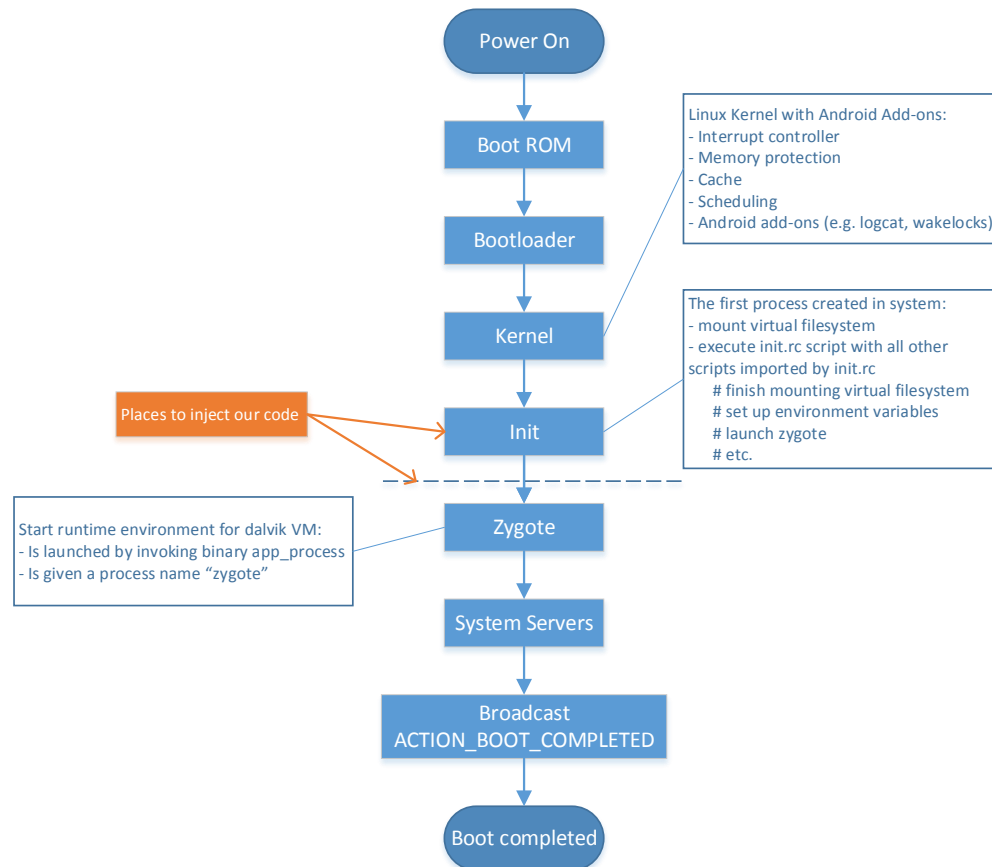 Power On
Linux Kernel with Android Add-ons:
- Interrupt controller
- Memory protection
- Cache
- Scheduling
- Android add-ons (e.g. logcat, wakelocks)
Boot ROM
Bootloader
Kernel
The first process created in system:
- mount virtual filesystem
- execute init.rc script with all other
scripts imported by init.rc
# finish mounting virtual filesystem
# set up environment variables
# launch zygote
# etc.
Places to inject our code
Init
Start runtime environment for dalvik VM:
- Is launched by invoking binary app_process
- Is given a process name “zygote”
Zygote
System Servers
Broadcast
ACTION_BOOT_COMPLETED
Boot completed